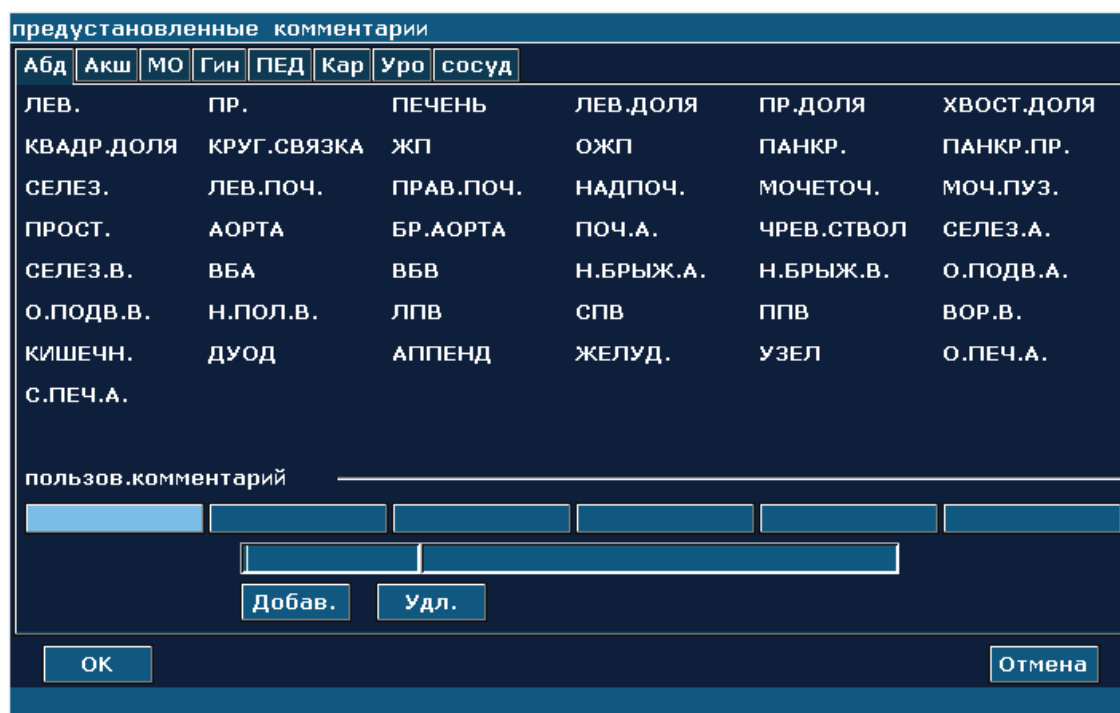 предустановленные комментарии
Абд Акш МО Гин ПЕД Кар Уро сосуд
ЛЕВ. ПР. ПЕЧЕНЬ ЛЕВ.ДОЛЯ ПР.ДОЛЯ ХВОСТ.ДОЛЯ
КВАДР.ДОЛЯ КРУГ.СВЯЗКА ЖП ОЖП ПАНКР. ПАНКР.ПР.
СЕЛЕЗ. ЛЕВ.ПОЧ. ПРАВ.ПОЧ. НАДПОЧ. МОЧЕТОЧ. МОЧ.ПУЗ.
ПРОСТ. АОРТА БР.АОРТА ПОЧ.А. ЧРЕВ.СТВОЛ СЕЛЕЗ.А.
СЕЛЕЗ.В. ВБА ВБВ Н.БРЫЖ.А. Н.БРЫЖ.В. О.ПОДВ.А.
О.ПОДВ.В. Н.ПОЛ.В. ЛПВ СПВ ППВ ВОР.В.
КИШЕЧН. ДУОД АППЕНД ЖЕЛУД. УЗЕЛ О.ПЕЧ.А.
С.ПЕЧ.А.
пользов.комментарий
Добав. Удл.
ОК Отмена